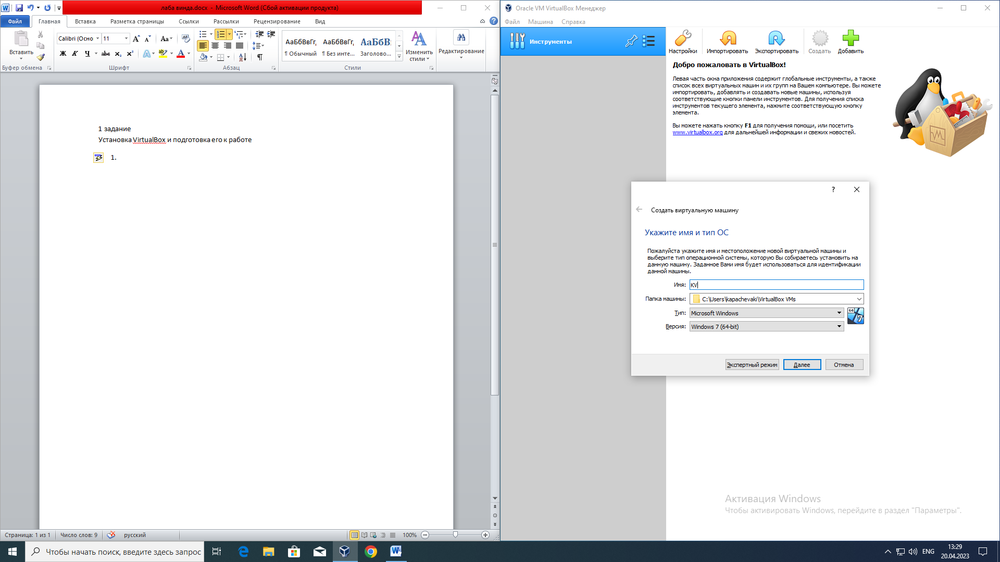 лаба винда.docx - Microsoft Word (Сбой активации продукта)
Файл Главная Вставка Разметка страницы Ссылки Рассылки Рецензирование Вид
Вставить
Calibri (Осно 11
Aa
Ж К Ч abc x₂ x²
АаБбВвГг, АаБбВвГг, АаБбВ
¶ Обычный ¶ Без инте... Заголово...
Изменить стили
Редактирование
Буфер обмена Шрифт Абзац Стили
1 задание
Установка VirtualBox и подготовка его к работе
1.
Страница: 1 из 1 Число слов: 9 русский 100%
Oracle VM VirtualBox Менеджер
Файл Машина Справка
Инструменты
Настройки Импортировать Экспортировать Создать Добавить
Добро пожаловать в VirtualBox!
Левая часть окна приложения содержит глобальные инструменты, а также
список всех виртуальных машин и их групп на Вашем компьютере. Вы можете
импортировать, добавлять и создавать новые машины, используя
соответствующие кнопки панели инструментов. Для получения списка
инструментов текущего элемента, нажмите соответствующую кнопку
элемента.
Вы можете нажать кнопку F1 для получения помощи, или посетить
www.virtualbox.org для дальнейшей информации и свежих новостей.
?
Создать виртуальную машину
Укажите имя и тип ОС
Пожалуйста укажите имя и местоположение новой виртуальной машины и
выберите тип операционной системы, которую Вы собираетесь установить на
данную машину. Заданное Вами имя будет использоваться для идентификации
данной машины.
Имя: KV
Папка машины: C:\Users\kapachevaki\VirtualBox VMs
Тип: Microsoft Windows
64 7
Версия: Windows 7 (64-bit)
Экспертный режим Далее Отмена
Активация Windows
Чтобы активировать Windows, перейдите в раздел "Параметры".
Чтобы начать поиск, введите здесь запрос
ENG
13:29
20.04.2023